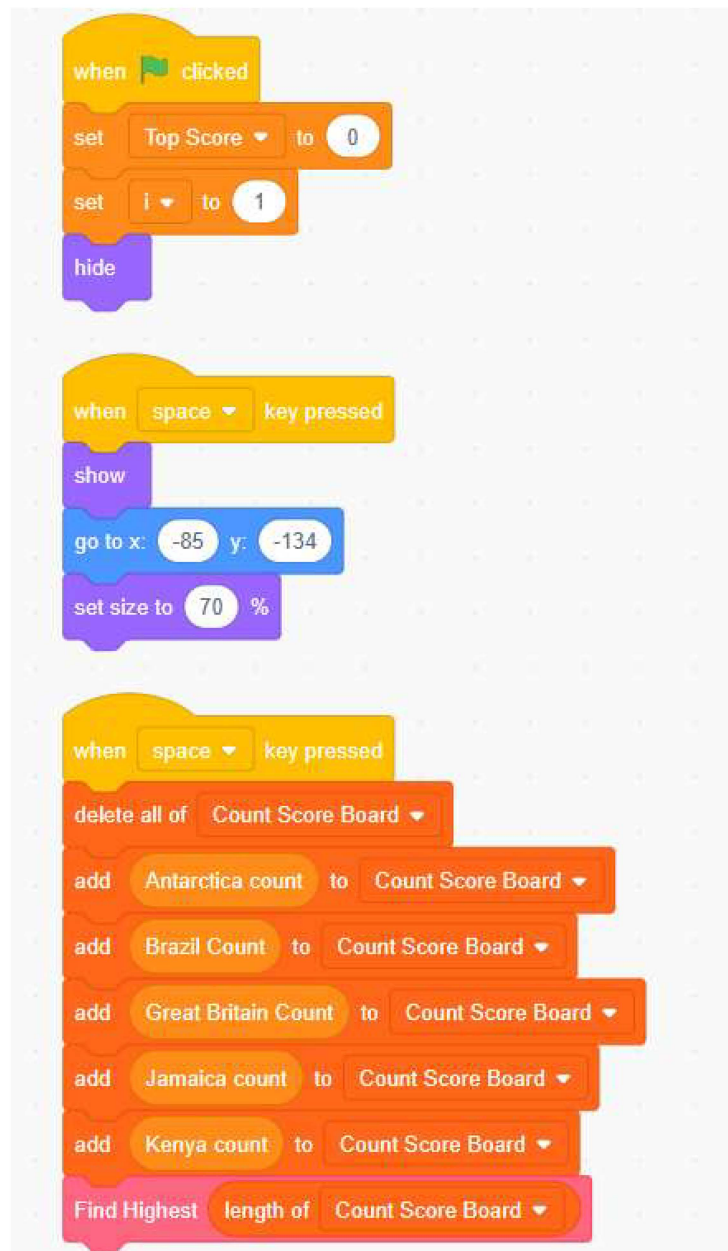 when clicked
set Top Score to 0
set i to 1
hide
when space key pressed
show
go to x: -85 y: -134
set size to 70 %
when space key pressed
delete all of Count Score Board
add Antarctica count to Count Score Board
add Brazil Count to Count Score Board
add Great Britain Count to Count Score Board
add Jamaica count to Count Score Board
add Kenya count to Count Score Board
Find Highest length of Count Score Board